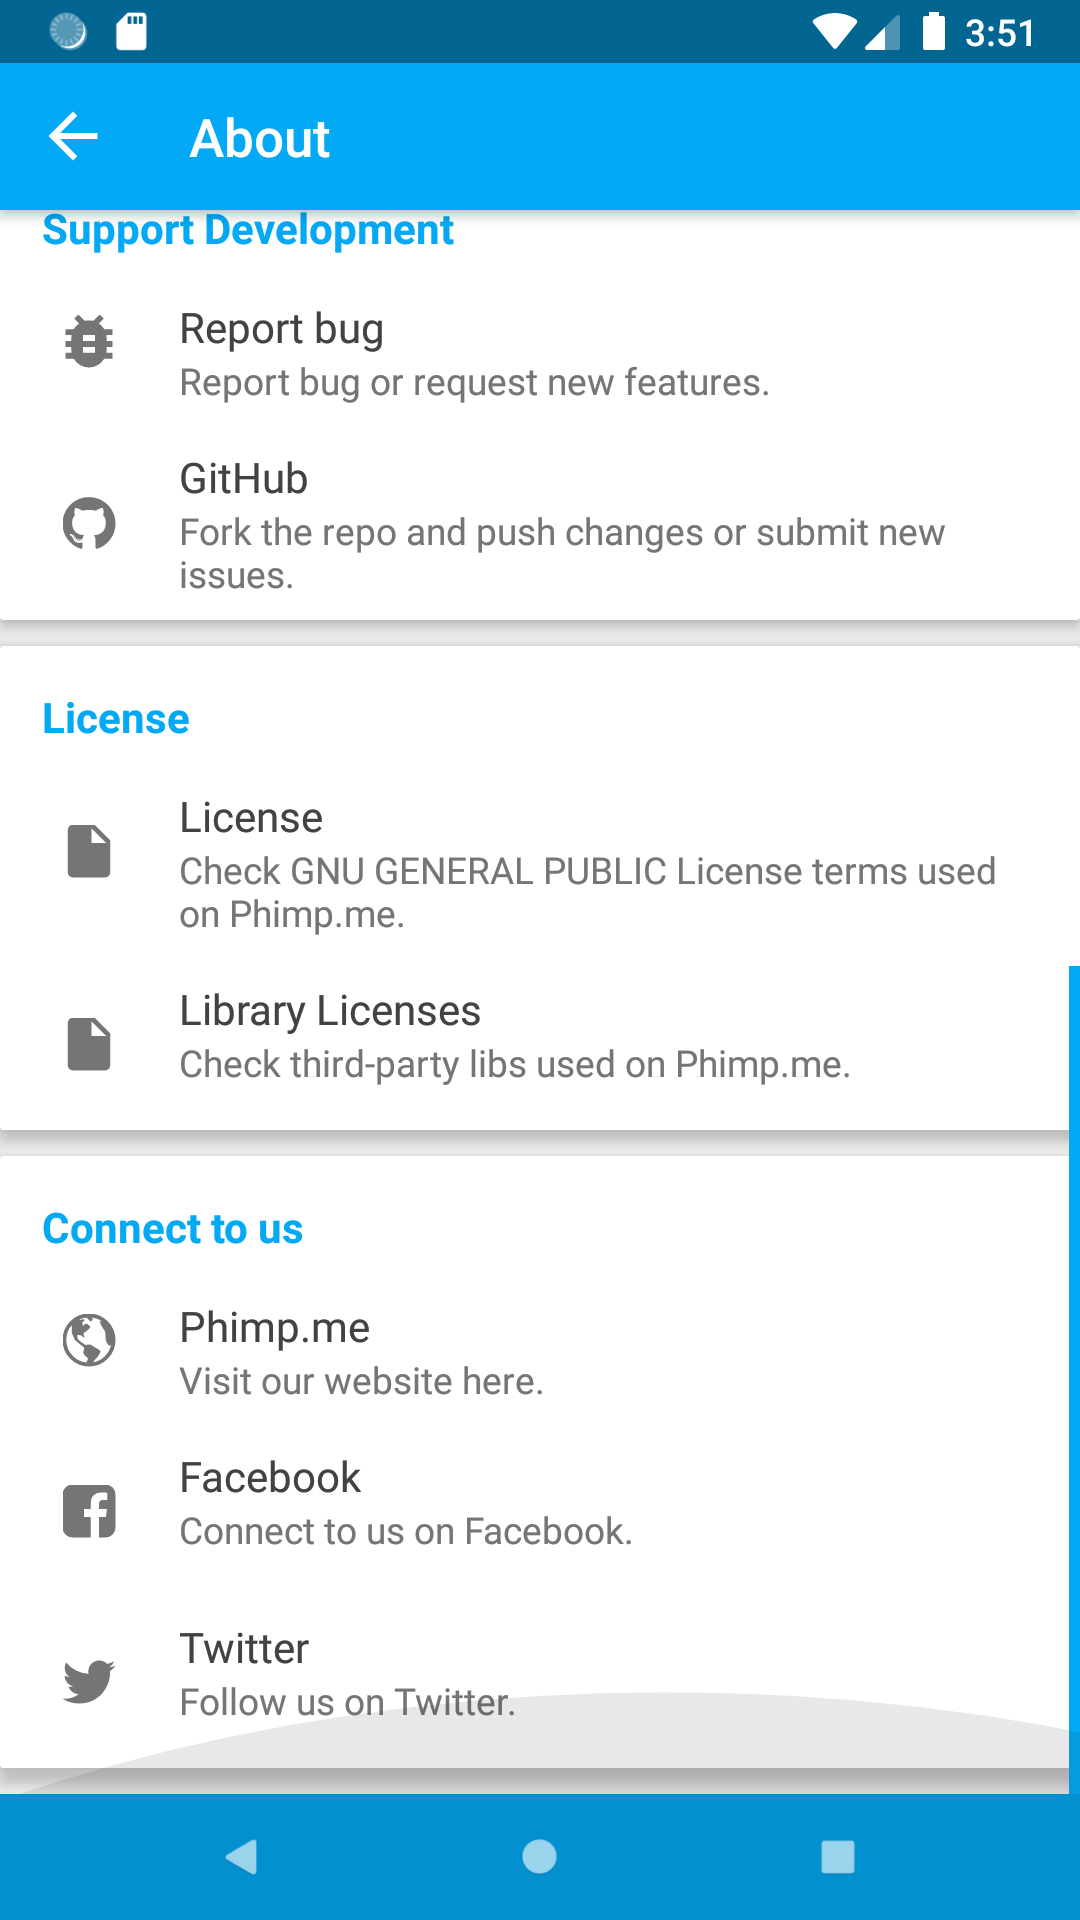 3:51
About
Support Development
Report bug
Report bug or request new features.
GitHub
Fork the repo and push changes or submit new
issues.
License
License
Check GNU GENERAL PUBLIC License terms used
on Phimp.me.
Library Licenses
Check third-party libs used on Phimp.me.
Connect to us
Phimp.me
Visit our website here.
Facebook
Connect to us on Facebook.
Twitter
Follow us on Twitter.